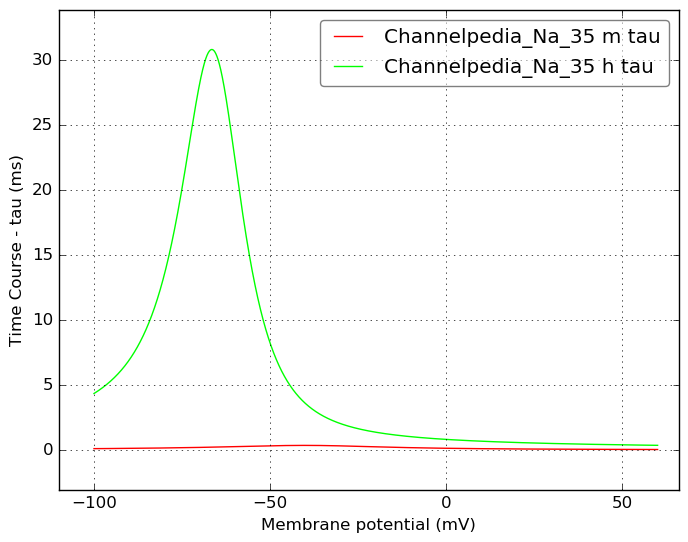 Channelpedia_Na_35 m tau
Channelpedia_Na_35 h tau
30
25
20
15
10
5
0
Time Course - tau (ms)
−100
−50
0
50
Membrane potential (mV)